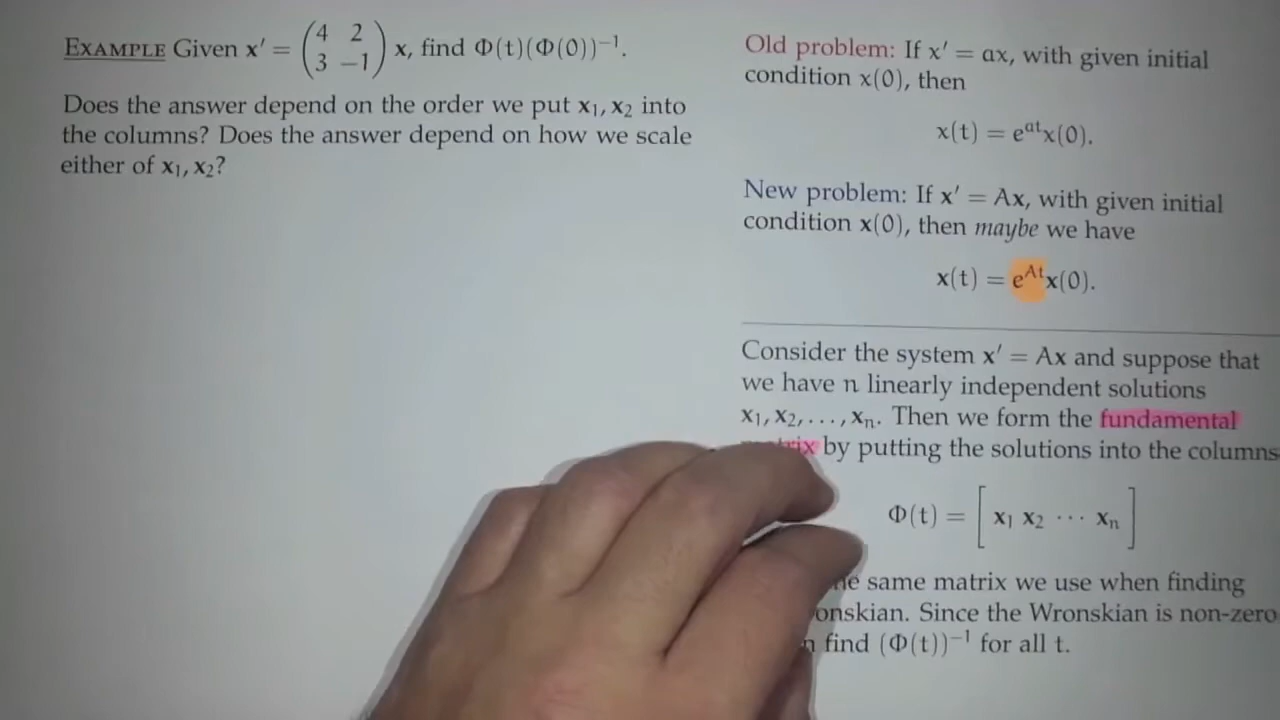 EXAMPLE Given x′ = (4 2 3 −1) x, find Φ(t)(Φ(0))⁻¹.
Does the answer depend on the order we put x₁, x₂ into
the columns? Does the answer depend on how we scale
either of x₁, x₂?
Old problem: If x′ = ax, with given initial
condition x(0), then
x(t) = eᵃᵗx(0).
New problem: If x′ = Ax, with given initial
condition x(0), then maybe we have
x(t) = eᴬᵗx(0).
Consider the system x′ = Ax and suppose that
we have n linearly independent solutions
x₁, x₂, . . . , xₙ. Then we form the fundamental
by putting the solutions into the columns
Φ(t) = [x₁ x₂ ⋯ xₙ]
same matrix we use when finding
Since the Wronskian is non-zero
find (Φ(t))⁻¹ for all t.